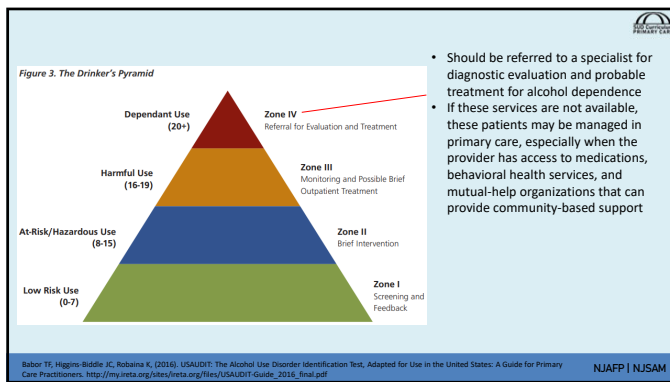 SUD Curriculum
PRIMARY CARE
Figure 3. The Drinker's Pyramid
Dependant Use
(20+)
Zone IV
Referral for Evaluation and Treatment
Harmful Use
(16-19)
Zone III
Monitoring and Possible Brief
Outpatient Treatment
At-Risk/Hazardous Use
(8-15)
Zone II
Brief Intervention
Low Risk Use
(0-7)
Zone I
Screening and
Feedback
• Should be referred to a specialist for
diagnostic evaluation and probable
treatment for alcohol dependence
• If these services are not available,
these patients may be managed in
primary care, especially when the
provider has access to medications,
behavioral health services, and
mutual-help organizations that can
provide community-based support
Babor TF, Higgins-Biddle JC, Robaina K, (2016). USAUDIT: The Alcohol Use Disorder Identification Test, Adapted for Use in the United States: A Guide for Primary
Care Practitioners. http://my.ireta.org/sites/ireta.org/files/USAUDIT-Guide_2016_final.pdf
NJAFP | NJSAM